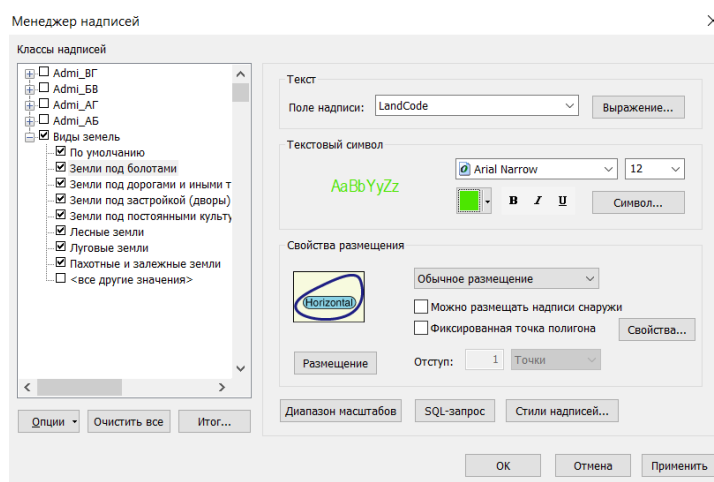 Менеджер надписей
Классы надписей
Admi_ВГ
Admi_БВ
Admi_АГ
Admi_АБ
Виды земель
По умолчанию
Земли под болотами
Земли под дорогами и иными т
Земли под застройкой (дворы)
Земли под постоянными культу
Лесные земли
Луговые земли
Пахотные и залежные земли
<все другие значения>
Опции
Очистить все
Итог...
Текст
Поле надписи:
LandCode
Выражение...
Текстовый символ
AaBbYyZz
Arial Narrow
12
B I U
Символ...
Свойства размещения
Horizontal
Обычное размещение
Можно размещать надписи снаружи
Фиксированная точка полигона
Свойства...
Размещение
Отступ:
1
Точки
Диапазон масштабов
SQL-запрос
Стили надписей...
ОК
Отмена
Применить